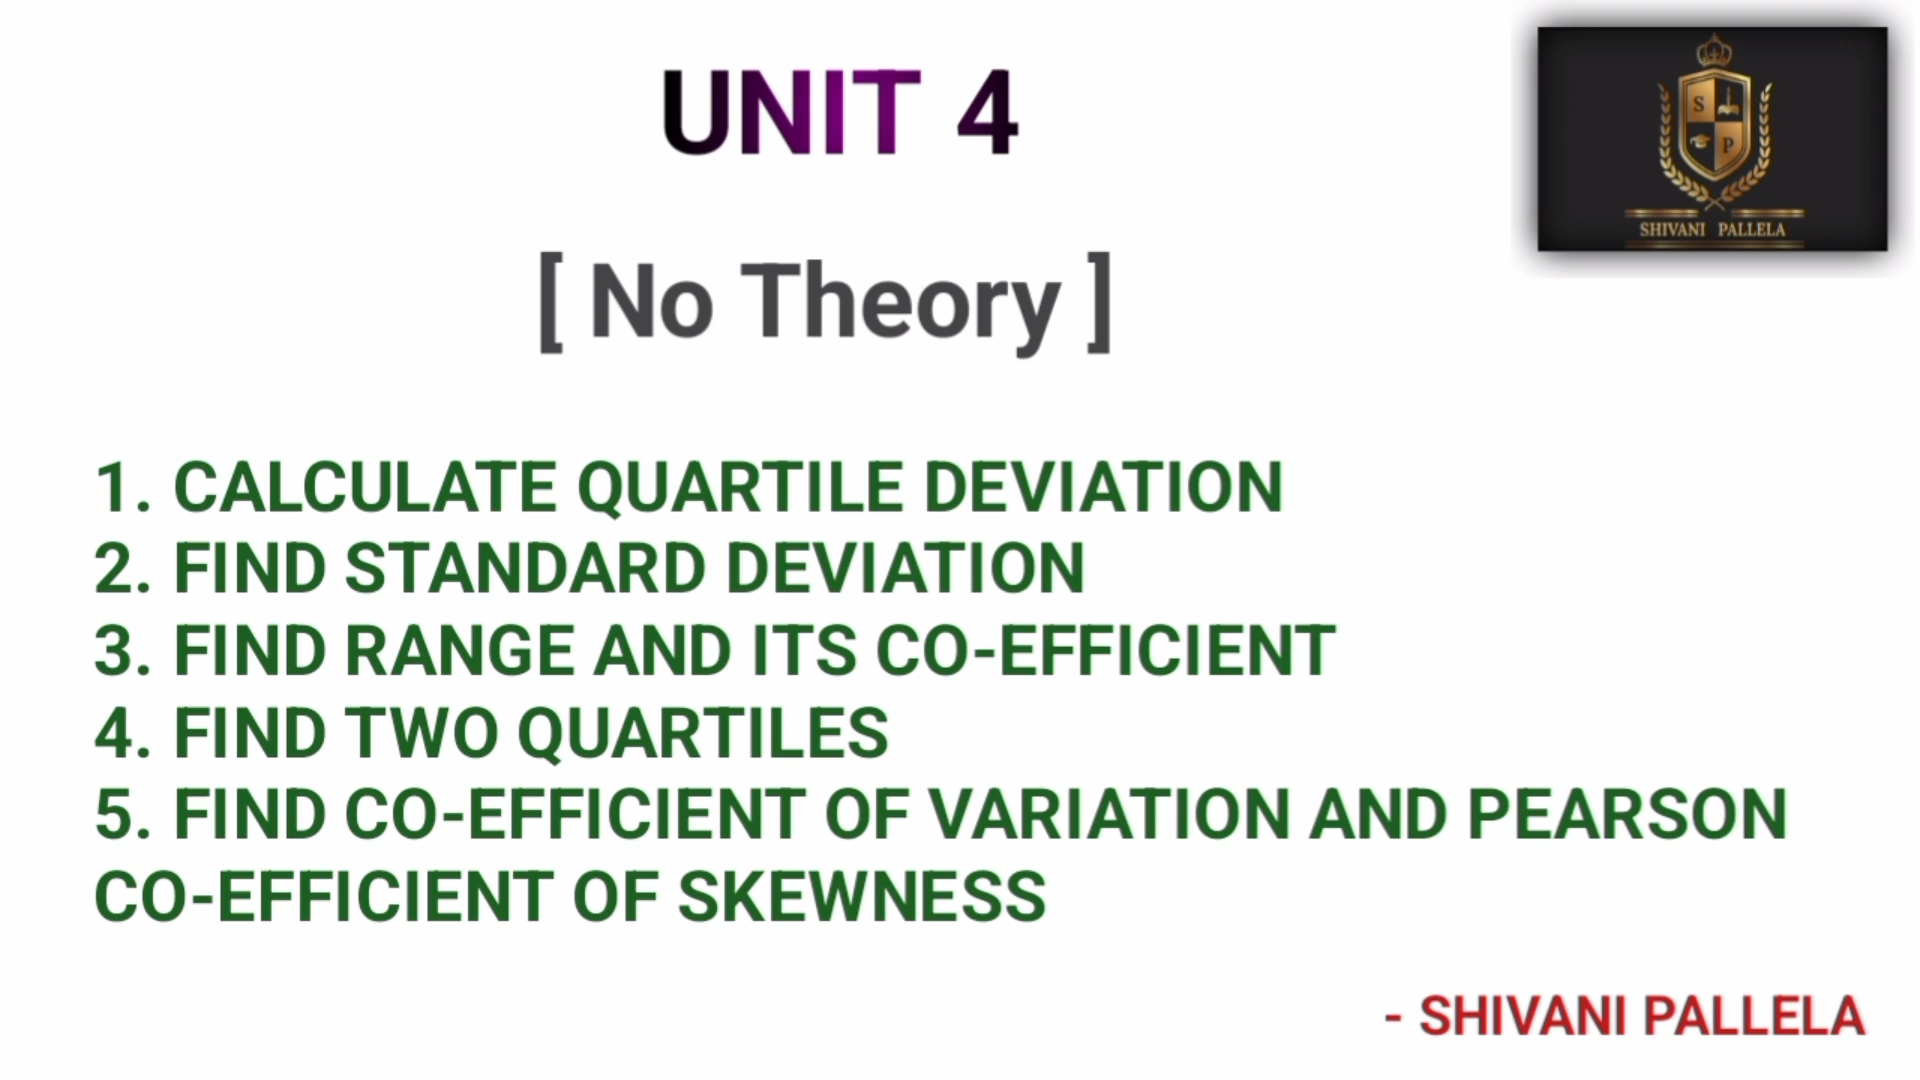 UNIT 4
S
P
SHIVANI PALLELA
[ No Theory ]
1. CALCULATE QUARTILE DEVIATION
2. FIND STANDARD DEVIATION
3. FIND RANGE AND ITS CO-EFFICIENT
4. FIND TWO QUARTILES
5. FIND CO-EFFICIENT OF VARIATION AND PEARSON
CO-EFFICIENT OF SKEWNESS
- SHIVANI PALLELA